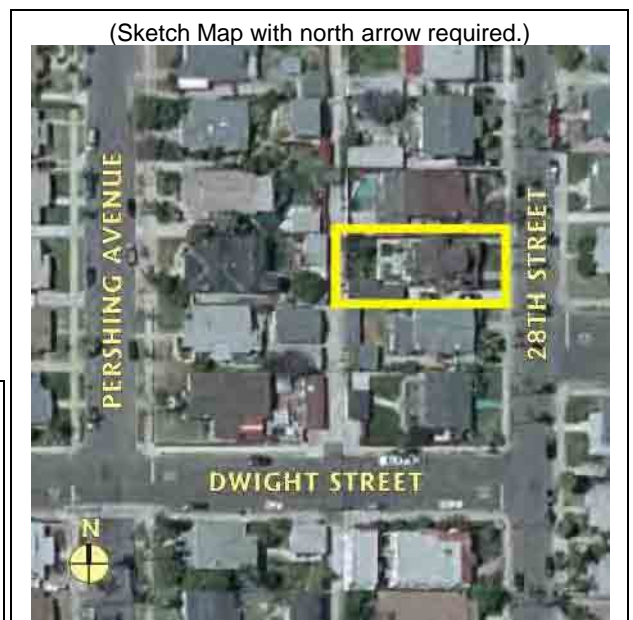 (Sketch Map with north arrow required.)
PERSHING AVENUE
28TH STREET
DWIGHT STREET
N